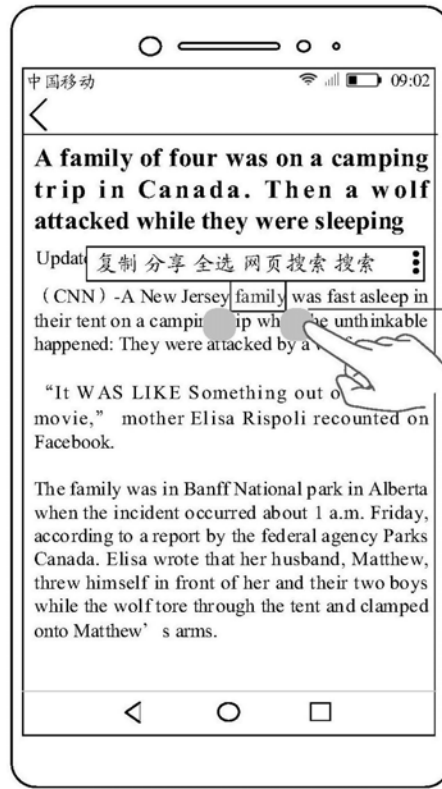 中国移动 09:02
A family of four was on a camping
trip in Canada. Then a wolf
attacked while they were sleeping
Updat
复制 分享 全选 网页搜索 搜索
（CNN）-A New Jersey family was fast asleep in
their tent on a campin ip wh he unthinkable
happened: They were attacked by a
“It WAS LIKE Something out o
movie,” mother Elisa Rispoli recounted on
Facebook.
The family was in Banff National park in Alberta
when the incident occurred about 1 a.m. Friday,
according to a report by the federal agency Parks
Canada. Elisa wrote that her husband, Matthew,
threw himself in front of her and their two boys
while the wolf tore through the tent and clamped
onto Matthew’s arms.